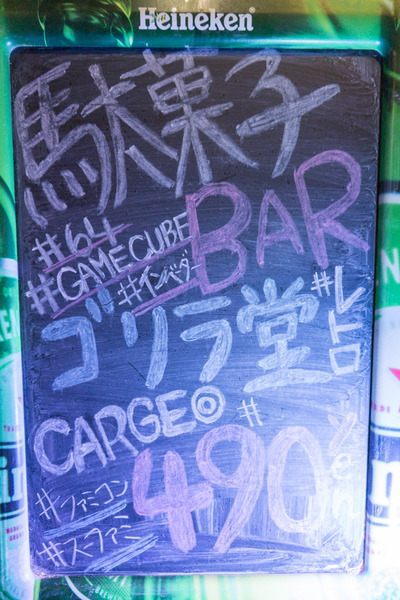 Heineken
駄菓子
BAR
#64
#GAMECUBE
#インベーダー
#レトロ
ゴリラ堂
CARGE◎
#
490 yen
#ファミコン
#スーファミ